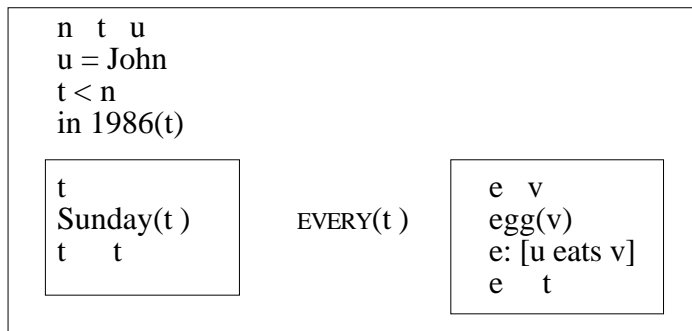 n t u
u = John
t < n
in 1986(t)
t
Sunday(t )
t t
EVERY(t )
e v
egg(v)
e: [u eats v]
e t